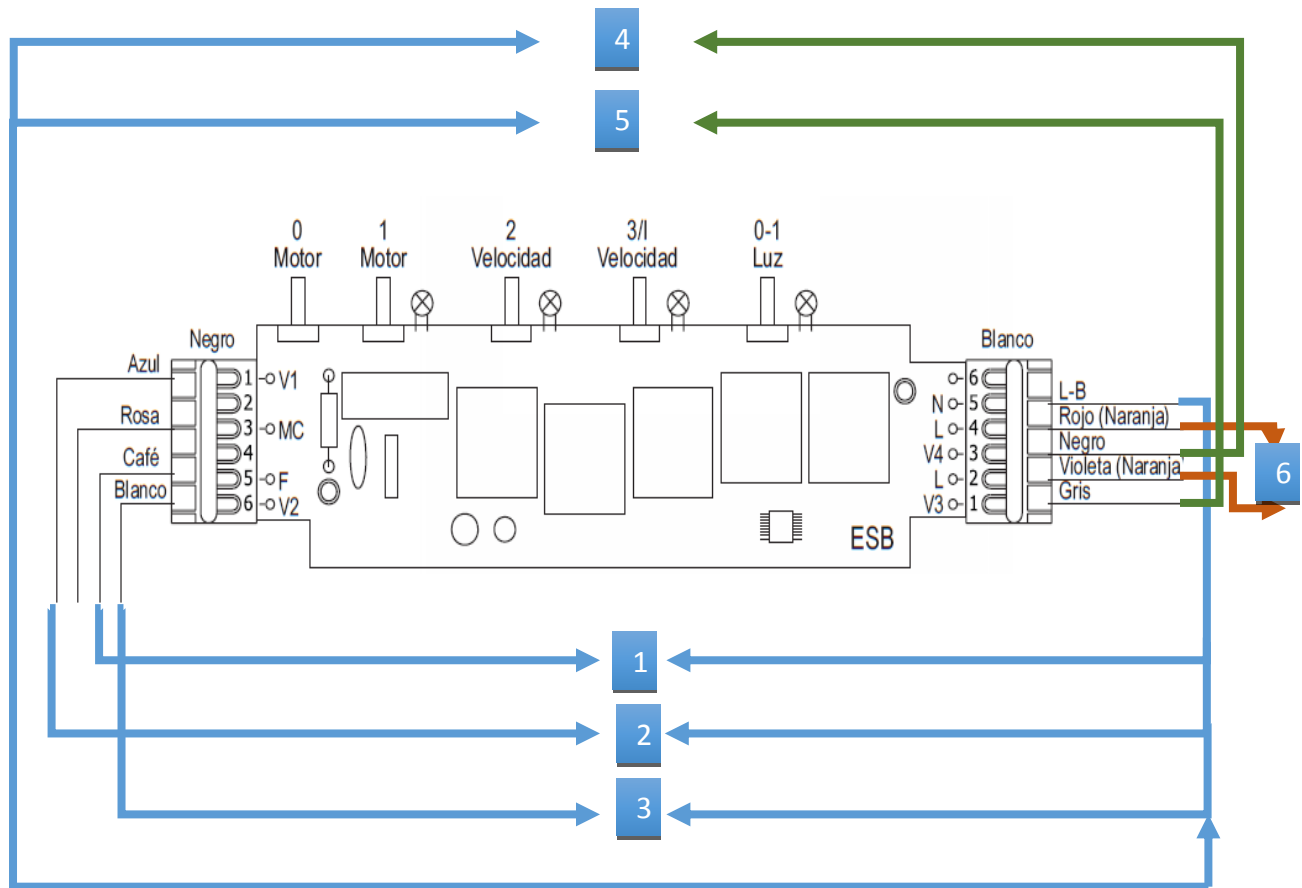 4
5
0
Motor
1
Motor
2
Velocidad
3/I
Velocidad
0-1
Luz
Negro
Azul
Rosa
Café
Blanco
1 V1
2
3 MC
4
5 F
6 V2
Blanco
6
N 5
L 4
V4 3
L 2
V3 1
L-B
Rojo (Naranja)
Negro
Violeta (Naranja
Gris
6
ESB
1
2
3